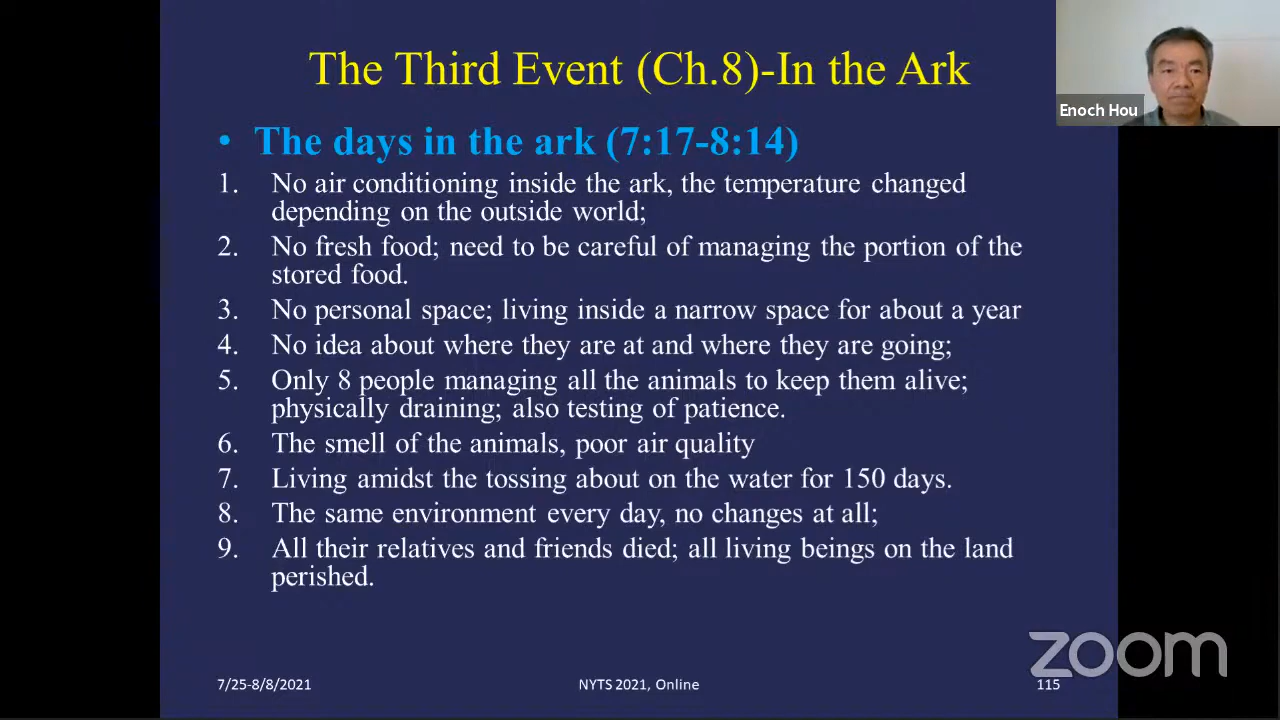 The Third Event (Ch.8)-In the Ark
Enoch Hou
• The days in the ark (7:17-8:14)
1. No air conditioning inside the ark, the temperature changed
depending on the outside world;
2. No fresh food; need to be careful of managing the portion of the
stored food.
3. No personal space; living inside a narrow space for about a year
4. No idea about where they are at and where they are going;
5. Only 8 people managing all the animals to keep them alive;
physically draining; also testing of patience.
6. The smell of the animals, poor air quality
7. Living amidst the tossing about on the water for 150 days.
8. The same environment every day, no changes at all;
9. All their relatives and friends died; all living beings on the land
perished.
zoom
7/25-8/8/2021
NYTS 2021, Online
115